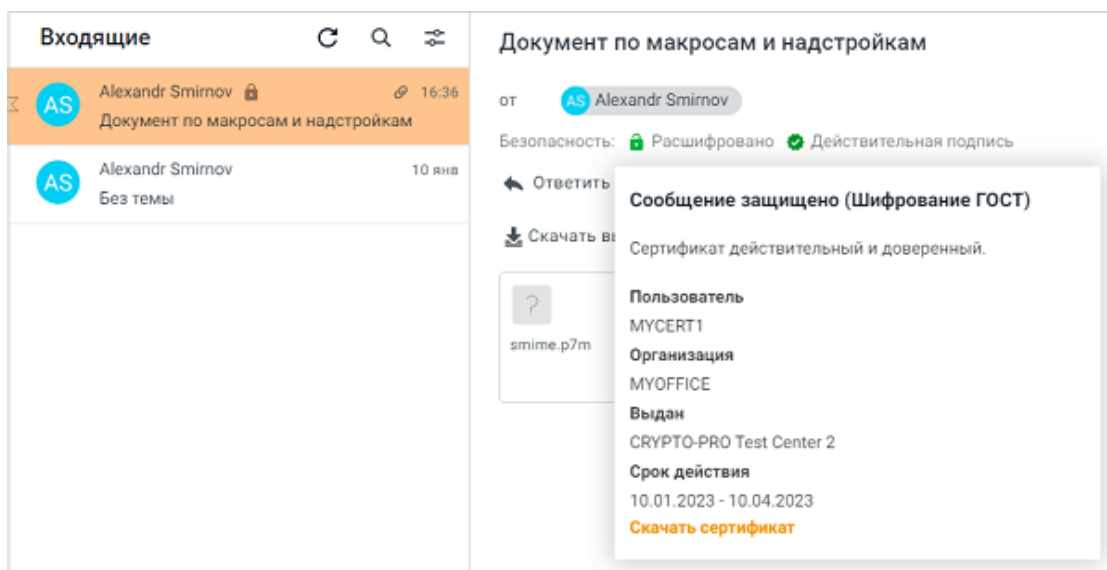 Входящие
AS
Alexandr Smirnov
16:36
Документ по макросам и надстройкам
AS
Alexandr Smirnov
10 янв
Без темы
Документ по макросам и надстройкам
от
AS Alexandr Smirnov
Безопасность: Расшифровано Действительная подпись
Ответить
Скачать
?
smime.p7m
Сообщение защищено (Шифрование ГОСТ)
Сертификат действительный и доверенный.
Пользователь
MYCERT1
Организация
MYOFFICE
Выдан
CRYPTO-PRO Test Center 2
Срок действия
10.01.2023 - 10.04.2023
Скачать сертификат